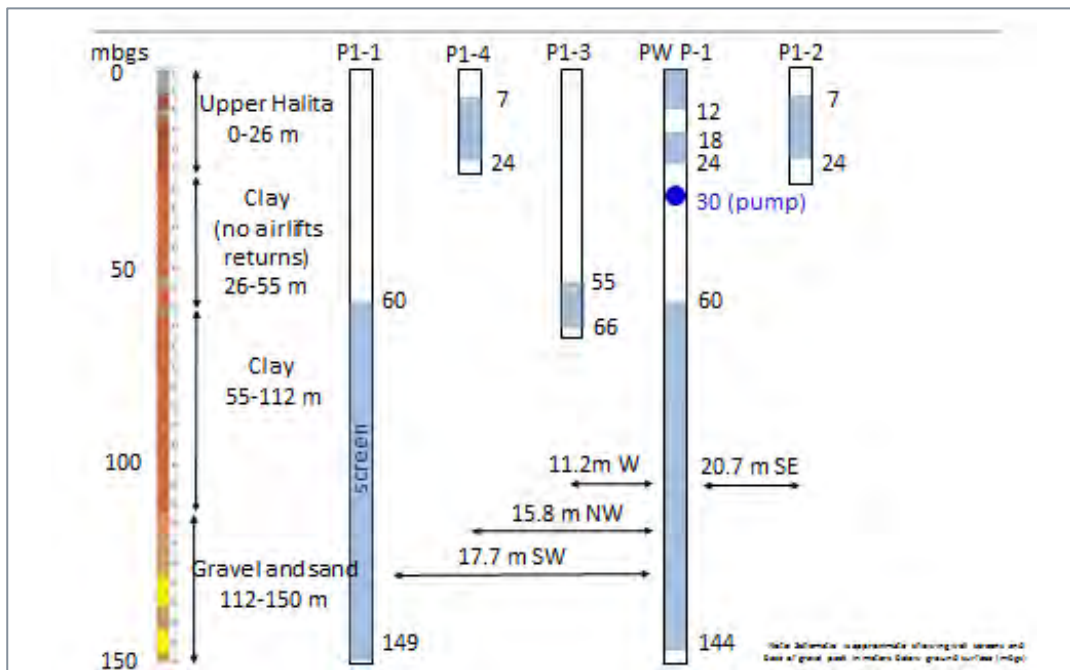 mbgs P1-1 P1-4 P1-3 PW P-1 P1-2
0
Upper Halita
0-26 m
7
24
12
18
24
7
24
30 (pump)
Clay
(no airlifts
returns)
26-55 m
50
55
66
60
60
Clay
55-112 m
screen
100
11.2m W
20.7 m SE
15.8 m NW
17.7 m SW
Gravel and sand
112-150 m
149
144
150